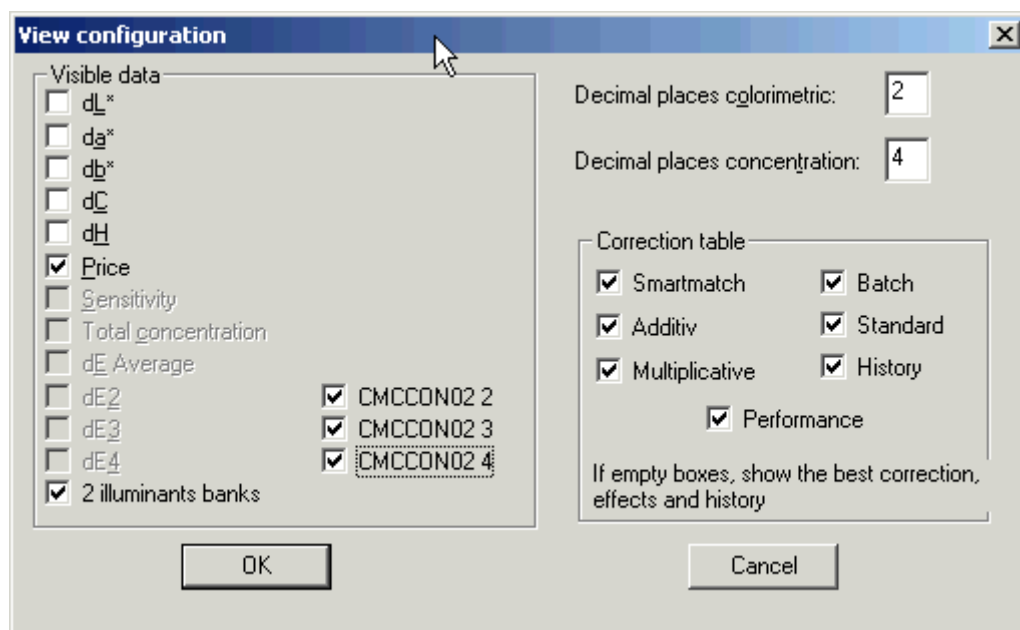 View configuration
Visible data
dL*
da*
db*
dC
dH
Price
Sensitivity
Total concentration
dE Average
dE2
CMCCON02 2
dE3
CMCCON02 3
dE4
CMCCON02 4
2 illuminants banks
Decimal places colorimetric:
2
Decimal places concentration:
4
Correction table
Smartmatch
Batch
Additiv
Standard
Multiplicative
History
Performance
If empty boxes, show the best correction,
effects and history
OK
Cancel